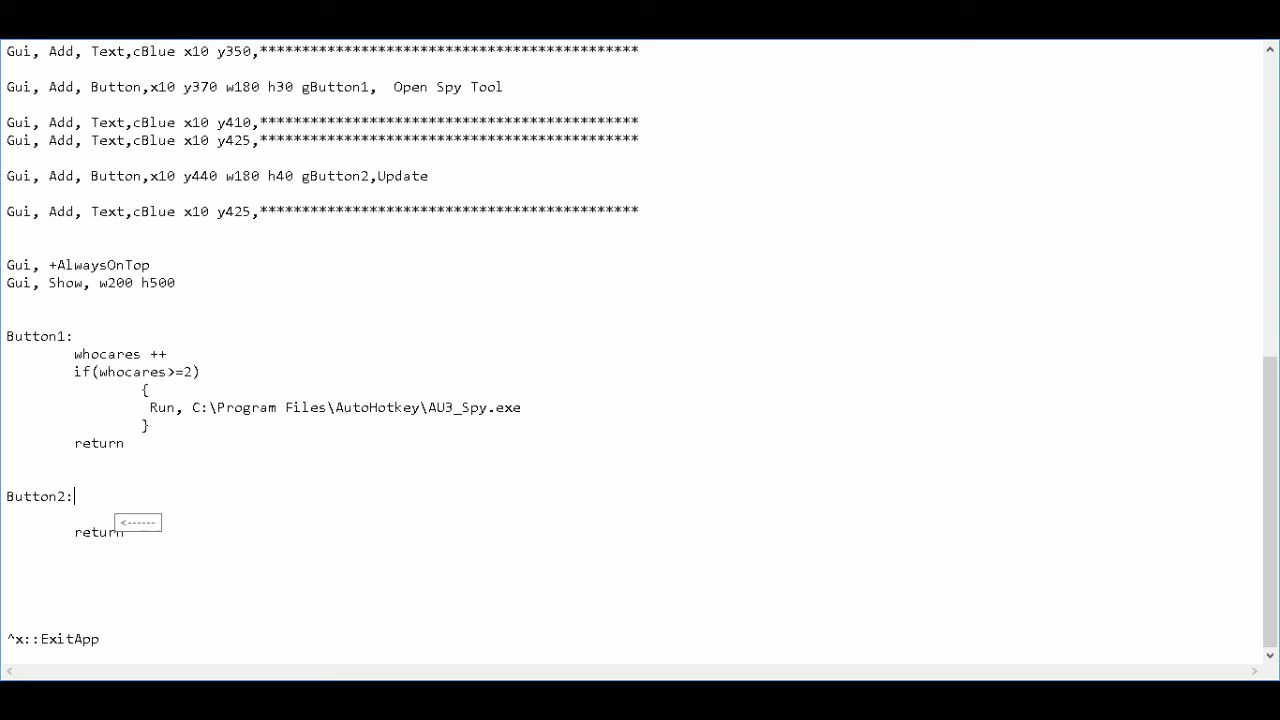 Gui, Add, Text,cBlue x10 y350,*********************************************
Gui, Add, Button,x10 y370 w180 h30 gButton1,  Open Spy Tool
Gui, Add, Text,cBlue x10 y410,*********************************************
Gui, Add, Text,cBlue x10 y425,*********************************************
Gui, Add, Button,x10 y440 w180 h40 gButton2,Update
Gui, Add, Text,cBlue x10 y425,*********************************************
Gui, +AlwaysOnTop
Gui, Show, w200 h500
Button1:
whocares ++
if(whocares>=2)
{
Run, C:\Program Files\AutoHotkey\AU3_Spy.exe
}
return
Button2:
<------
return
^x::ExitApp